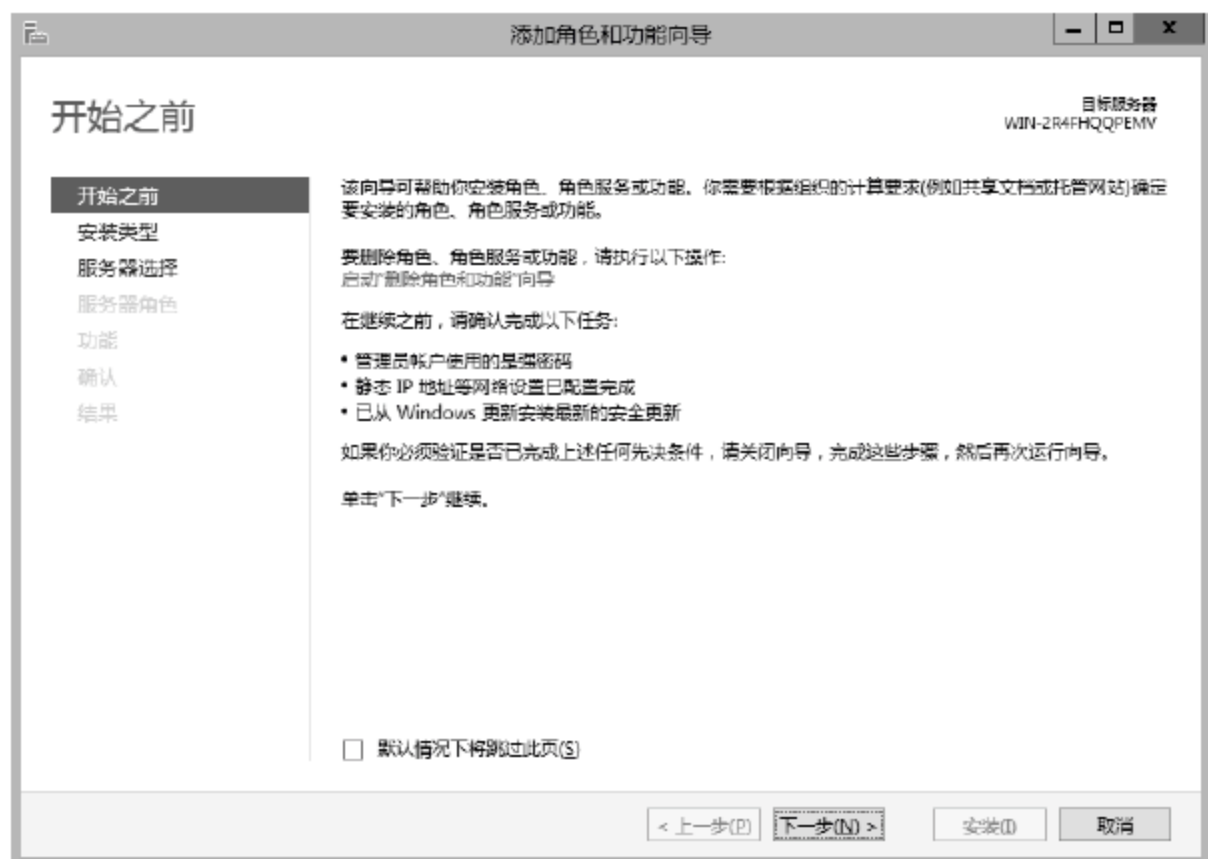 添加角色和功能向导
开始之前
目标服务器
WIN-2R4FHQQPEMV
开始之前
安装类型
服务器选择
服务器角色
功能
确认
结果
该向导可帮助你安装角色、角色服务或功能。你需要根据组织的计算要求(例如共享文档或托管网站)确定
要安装的角色、角色服务或功能。
要删除角色、角色服务或功能，请执行以下操作:
启动"删除角色和功能"向导
在继续之前，请确认完成以下任务:
• 管理员帐户使用的是强密码
• 静态 IP 地址等网络设置已配置完成
• 已从 Windows 更新安装最新的安全更新
如果你必须验证是否已完成上述任何先决条件，请关闭向导，完成这些步骤，然后再次运行向导。
单击"下一步"继续。
默认情况下将跳过此页(S)
< 上一步(P)
下一步(N) >
安装(I)
取消